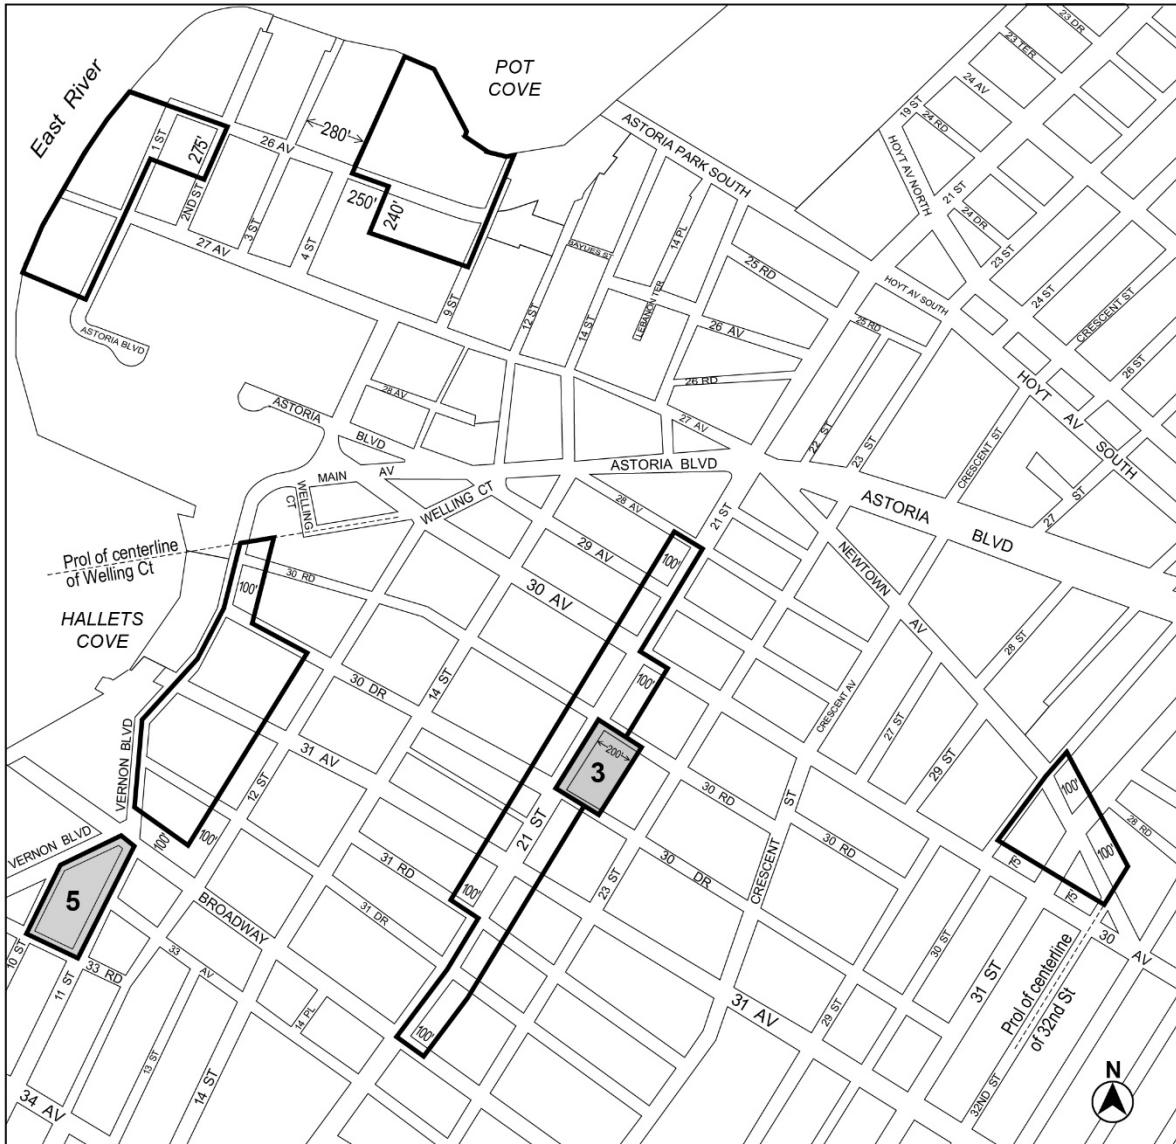 23 DR
23 TER
24 AV
19 ST
24 RD
POT
COVE
East River
ASTORIA PARK SOUTH
HOYT AV NORTH
21 ST
24 DR
23 ST
1 ST
275'
26 AV
280'
2ND ST
3 ST
4 ST
27 AV
250'
240'
9 ST
12 ST
14 ST
BAYLIES ST
14 PL
LEBANON TER
25 RD
26 AV
26 RD
27 AV
HOYT AV SOUTH
25 RD
24 ST
CRESCENT ST
26 ST
HOYT AV SOUTH
22 ST
23 ST
CRESCENT ST
27 ST
ASTORIA BLVD
28 AV
ASTORIA
BLVD
MAIN AV
WELLING
CT
WELLING CT
ASTORIA BLVD
21 ST
ASTORIA
BLVD
Prol of centerline
of Welling Ct
HALLETS
COVE
100'
30 RD
28 AV
29 AV
30 AV
100'
100'
NEWTOWN
AV
28 ST
CRESCENT AV
27 ST
29 ST
30 DR
14 ST
31 AV
12 ST
VERNON BLVD
VERNON BLVD
100'
100'
5
200'
3
21 ST
30 RD
30 RD
30 DR
CRESCENT
ST
23 ST
100'
28 RD
100'
75'
75'
30
AV
30 ST
31 ST
Prol of centerline
of 32nd St
31 RD
31 DR
100'
BROADWAY
10 ST
11 ST
33 RD
33
AV
13 ST
14 PL
14 ST
34 AV
100'
31 AV
29 ST
32ND ST
N